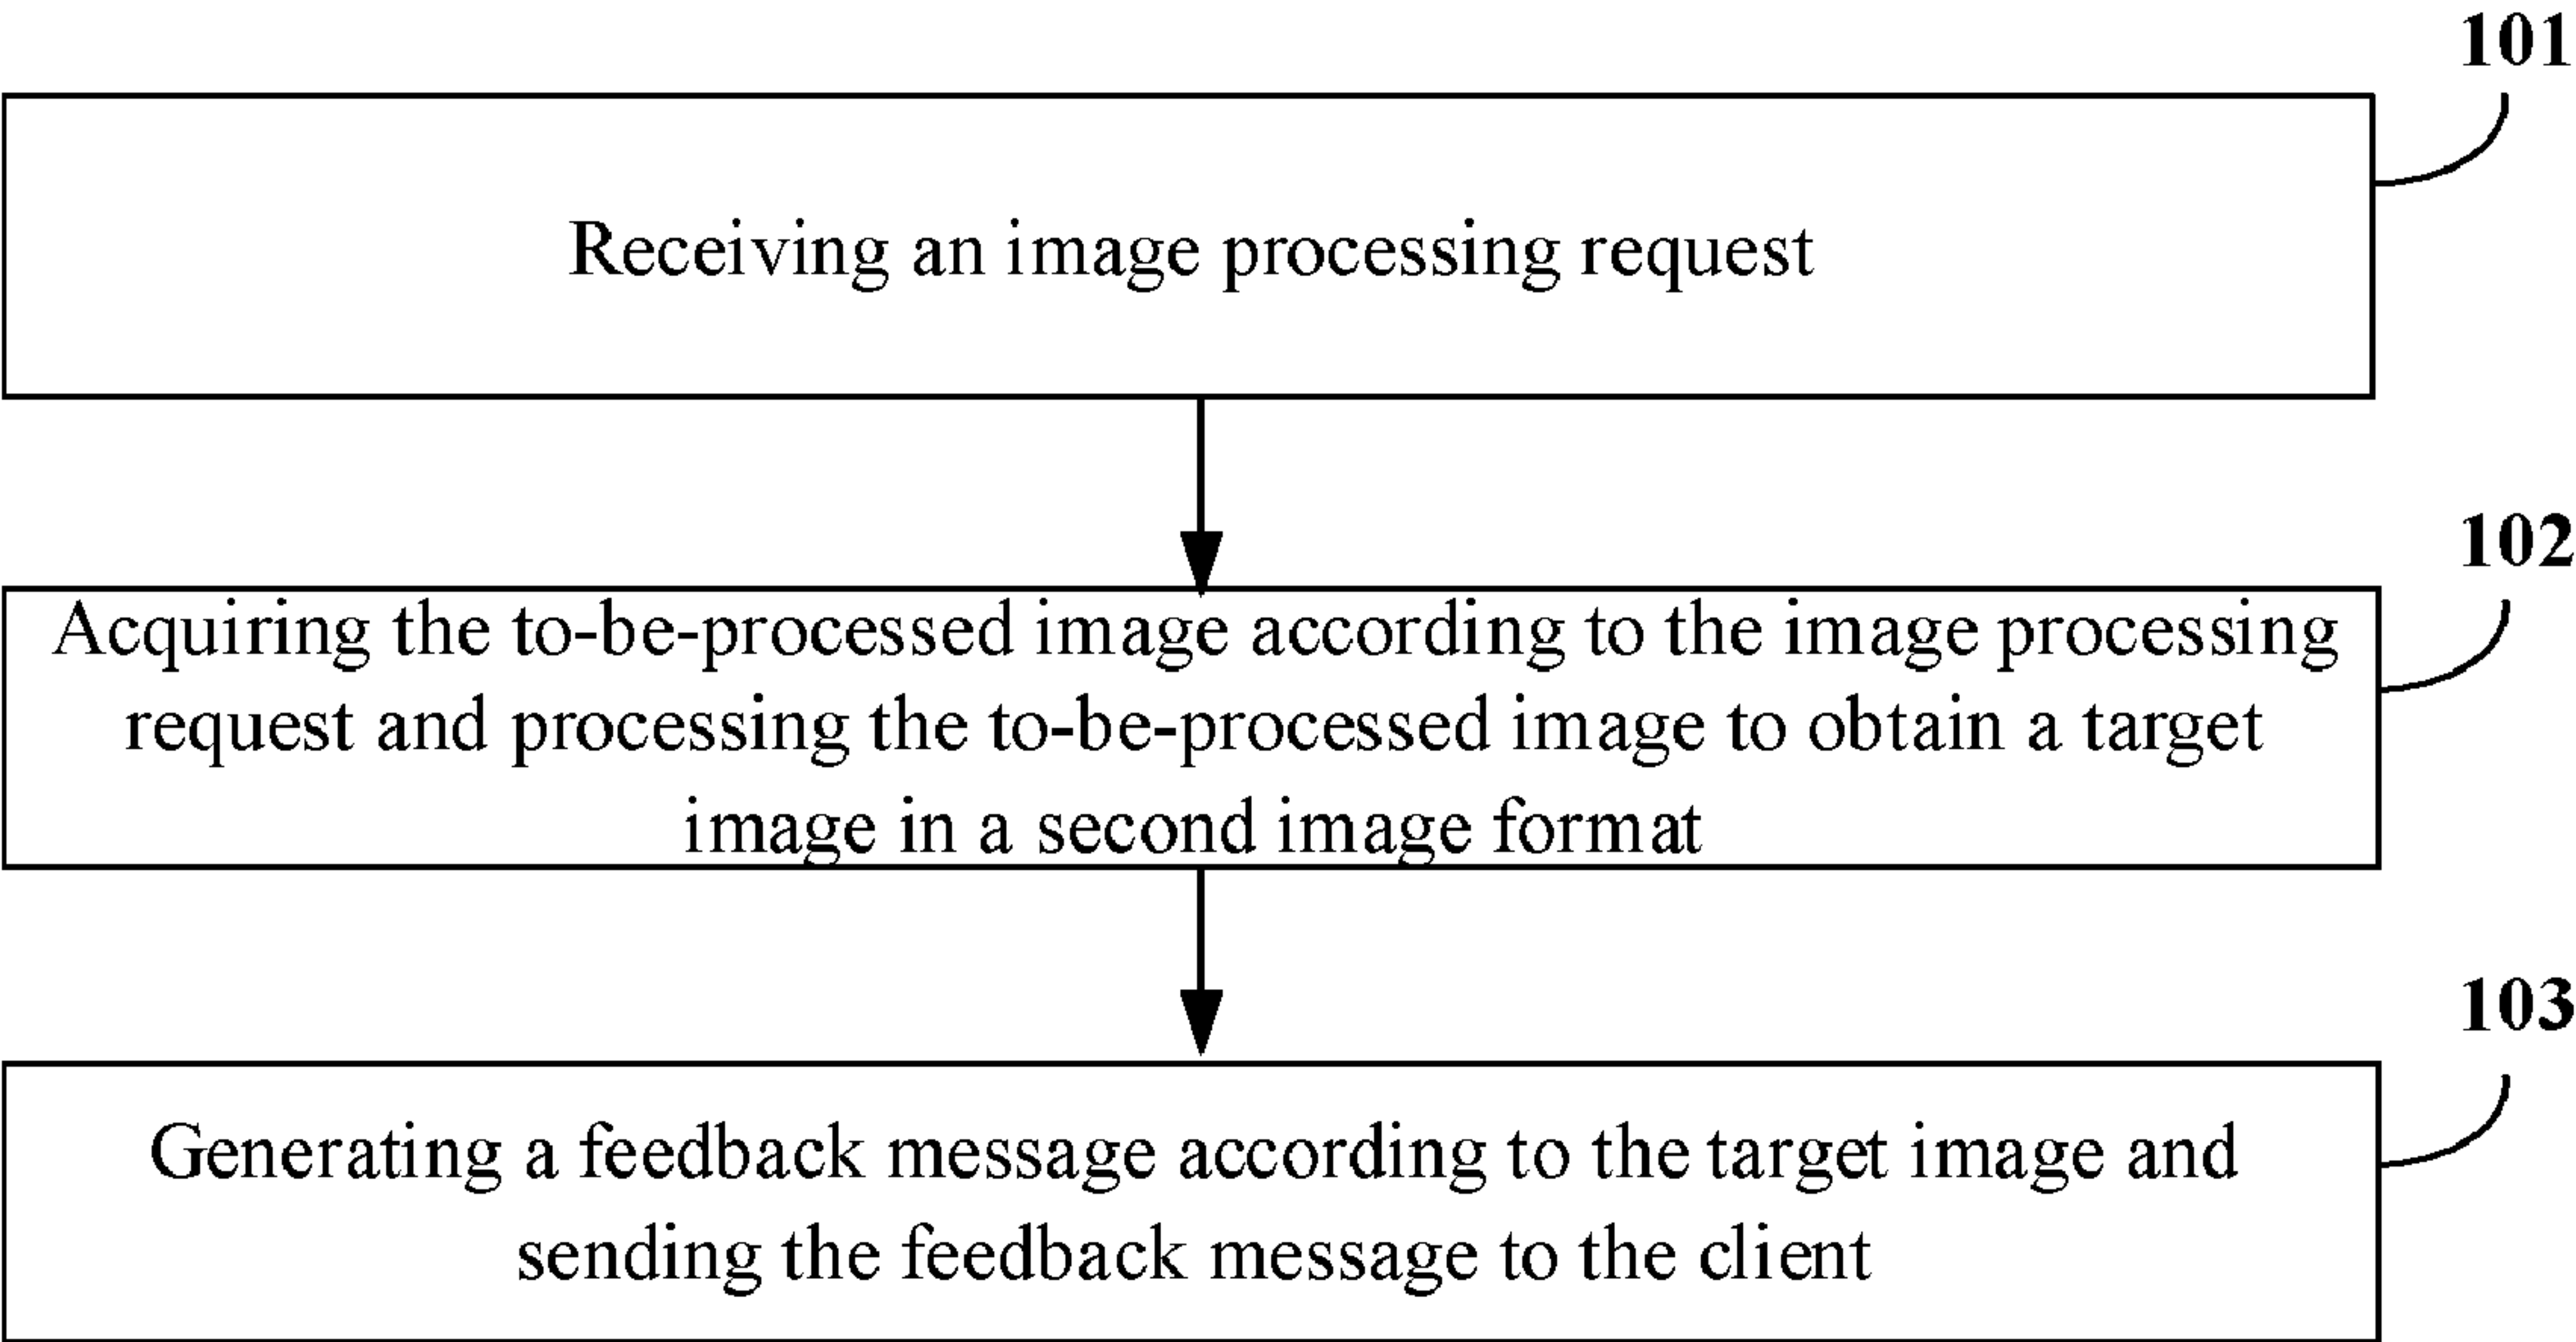 101
Receiving an image processing request
102
Acquiring the to-be-processed image according to the image processing
request and processing the to-be-processed image to obtain a target
image in a second image format
103
Generating a feedback message according to the target image and
sending the feedback message to the client